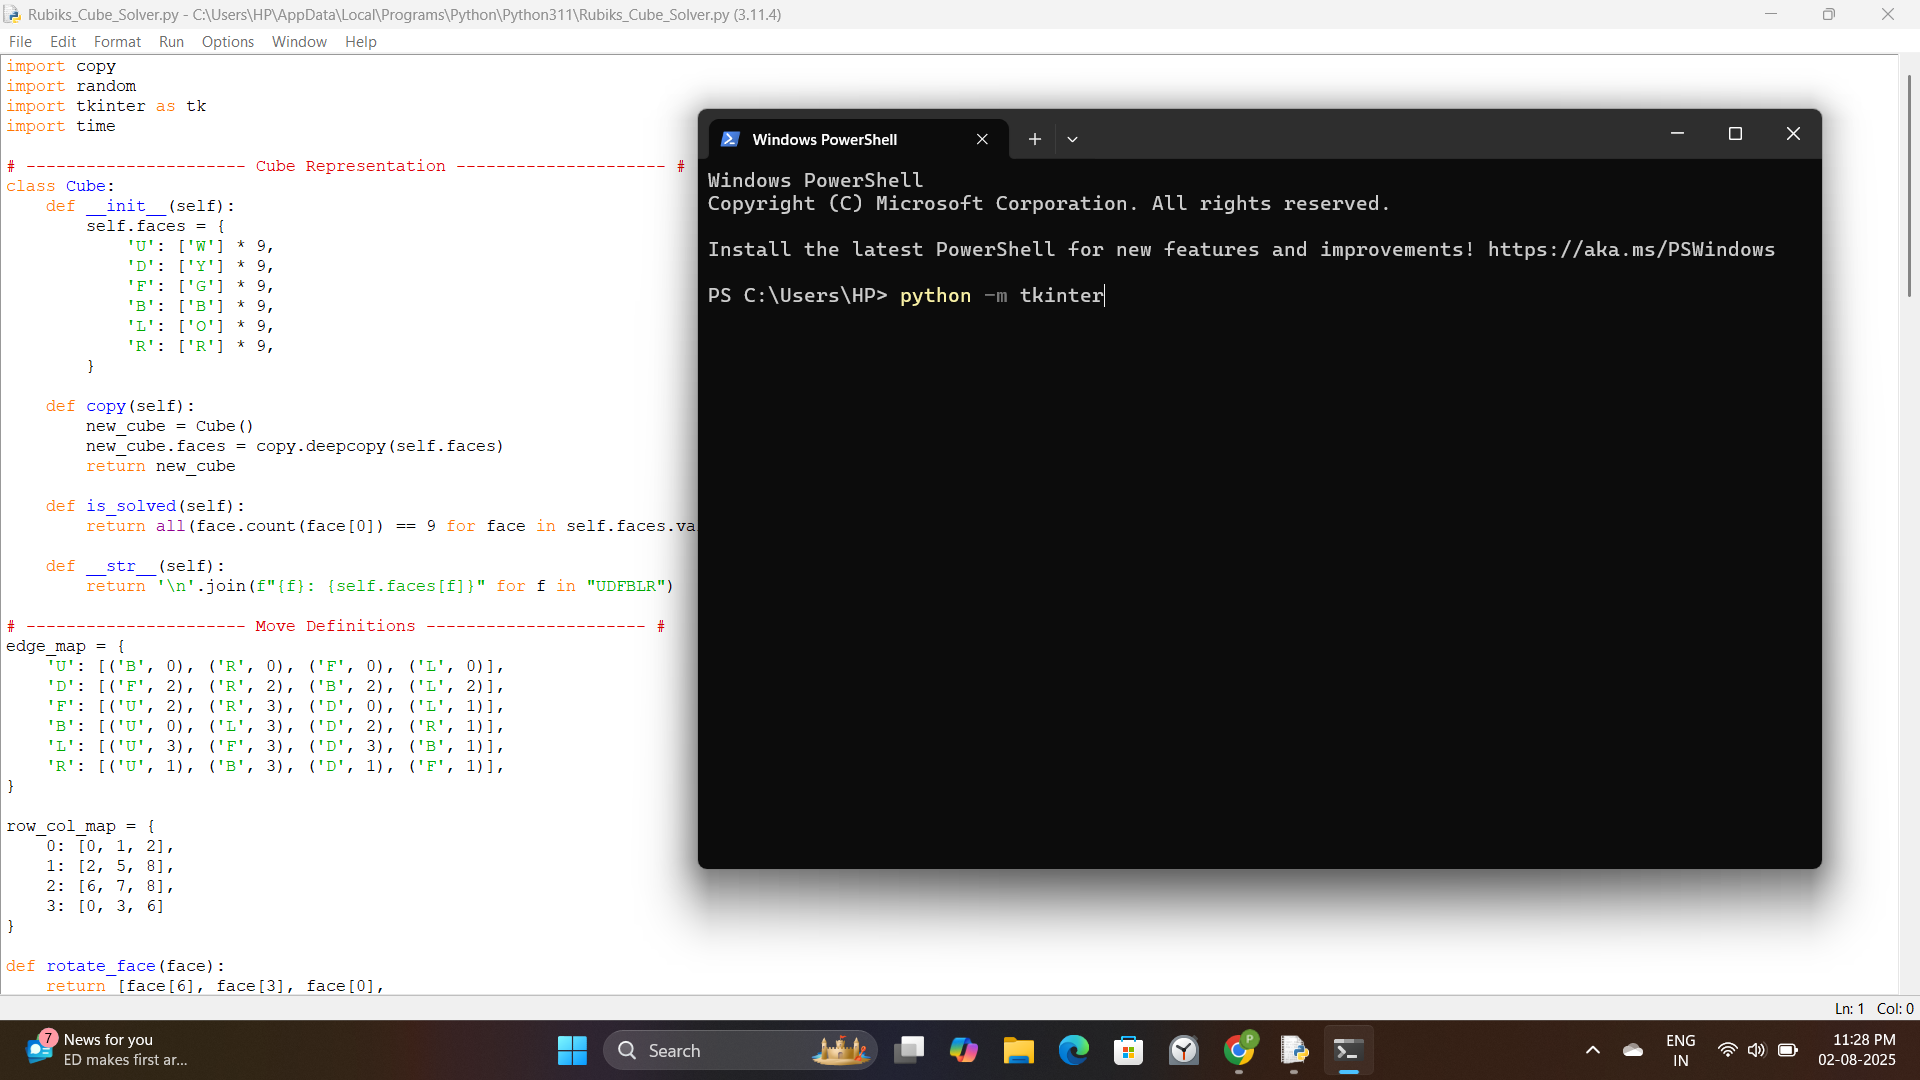 Rubiks_Cube_Solver.py - C:\Users\HP\AppData\Local\Programs\Python\Python311\Rubiks_Cube_Solver.py (3.11.4)
File Edit Format Run Options Window Help
import copy
import random
import tkinter as tk
import time
# ---------------------- Cube Representation --------------------- #
class Cube:
    def __init__(self):
        self.faces = {
            'U': ['W'] * 9,
            'D': ['Y'] * 9,
            'F': ['G'] * 9,
            'B': ['B'] * 9,
            'L': ['O'] * 9,
            'R': ['R'] * 9,
        }
    def copy(self):
        new_cube = Cube()
        new_cube.faces = copy.deepcopy(self.faces)
        return new_cube
    def is_solved(self):
        return all(face.count(face[0]) == 9 for face in self.faces.va
    def __str__(self):
        return '\n'.join(f"{f}: {self.faces[f]}" for f in "UDFBLR")
# ---------------------- Move Definitions ---------------------- #
edge_map = {
    'U': [('B', 0), ('R', 0), ('F', 0), ('L', 0)],
    'D': [('F', 2), ('R', 2), ('B', 2), ('L', 2)],
    'F': [('U', 2), ('R', 3), ('D', 0), ('L', 1)],
    'B': [('U', 0), ('L', 3), ('D', 2), ('R', 1)],
    'L': [('U', 3), ('F', 3), ('D', 3), ('B', 1)],
    'R': [('U', 1), ('B', 3), ('D', 1), ('F', 1)],
}
row_col_map = {
    0: [0, 1, 2],
    1: [2, 5, 8],
    2: [6, 7, 8],
    3: [0, 3, 6]
}
def rotate_face(face):
    return [face[6], face[3], face[0],
Windows PowerShell
Windows PowerShell
Copyright (C) Microsoft Corporation. All rights reserved.
Install the latest PowerShell for new features and improvements! https://aka.ms/PSWindows
PS C:\Users\HP> python -m tkinter
Ln: 1 Col: 0
7
News for you
ED makes first ar...
Search
P
ENG
IN
11:28 PM
02-08-2025